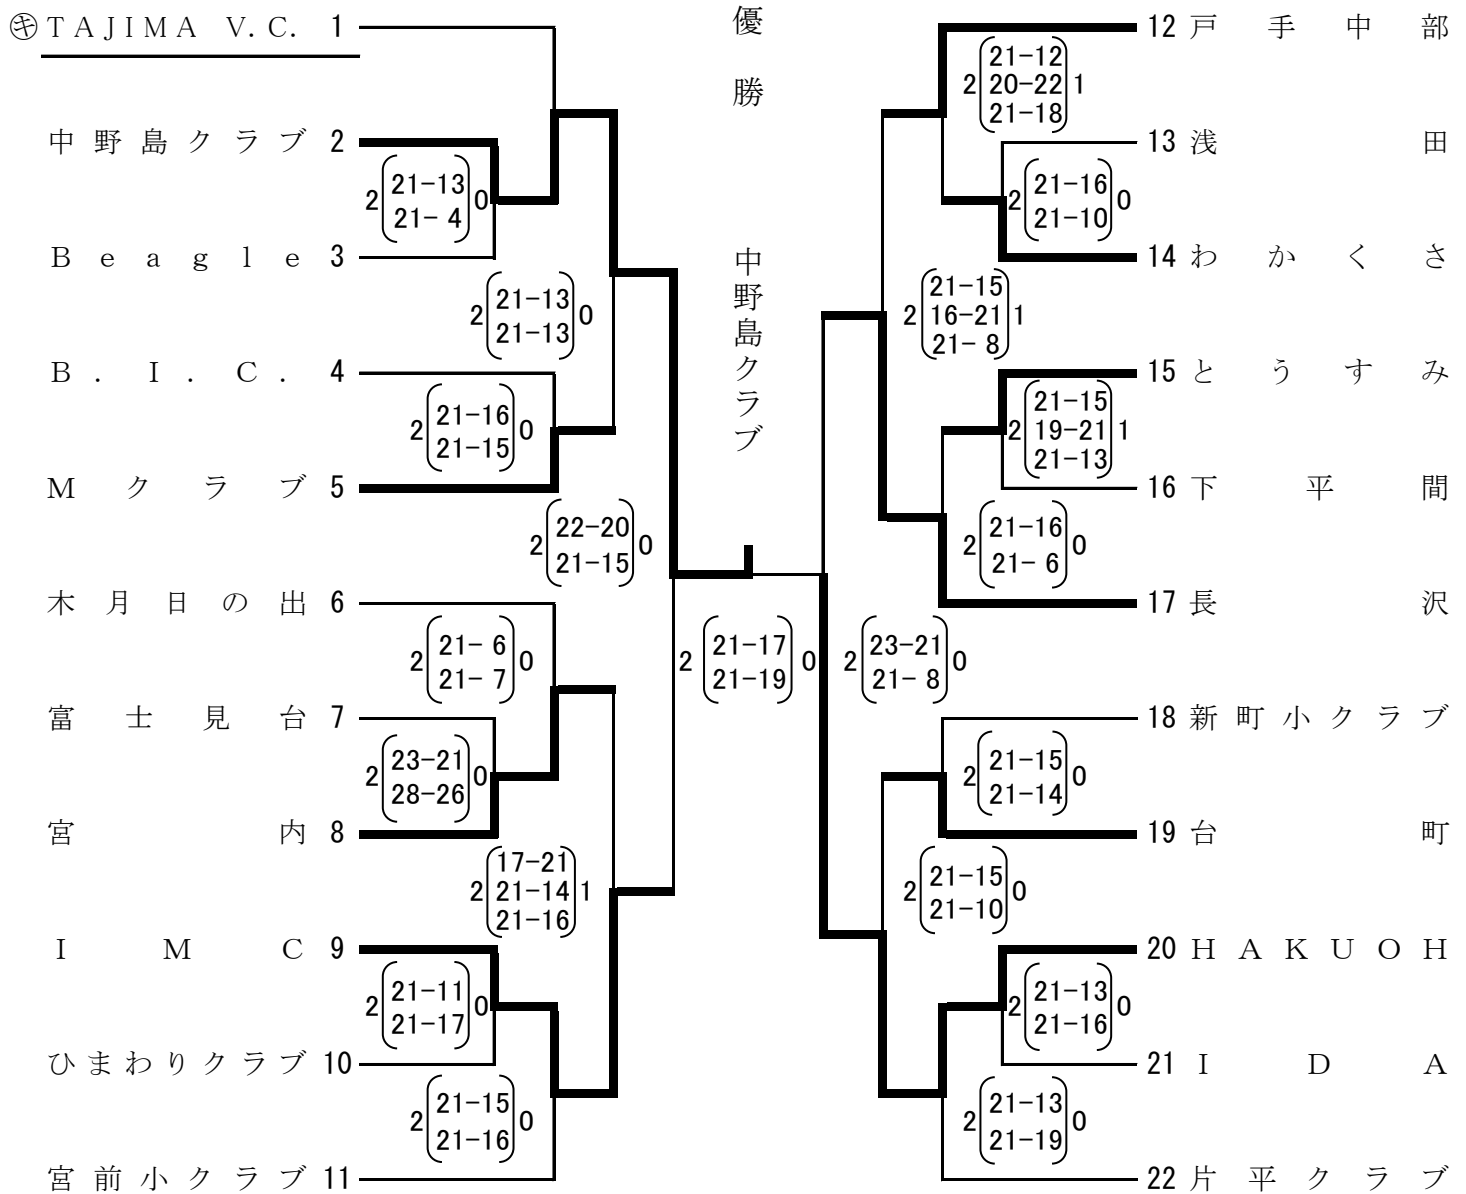 ㋖TAJIMA V.C. 1
中野島クラブ 2
2 21-13 0
21- 4
Beagle 3
2 21-13 0
21-13
B.I.C. 4
2 21-16 0
21-15
Mクラブ 5
2 22-20 0
21-15
木月日の出 6
2 21- 6 0
21- 7
富士見台 7
2 23-21 0
28-26
宮内 8
2 17-21 1
21-14
21-16
IMC 9
2 21-11 0
21-17
ひまわりクラブ 10
2 21-15 0
21-16
宮前小クラブ 11
優勝
中野島クラブ
2 21-17 0
21-19
12 戸手中部
21-12
2 20-22 1
21-18
13 浅田
2 21-16 0
21-10
14 わかくさ
21-15
2 16-21 1
21- 8
15 とうすみ
21-15
2 19-21 1
21-13
16 下平間
2 21-16 0
21- 6
17 長沢
2 23-21 0
21- 8
18 新町小クラブ
2 21-15 0
21-14
19 台町
2 21-15 0
21-10
20 HAKUOH
2 21-13 0
21-16
21 IDA
2 21-13 0
21-19
22 片平クラブ